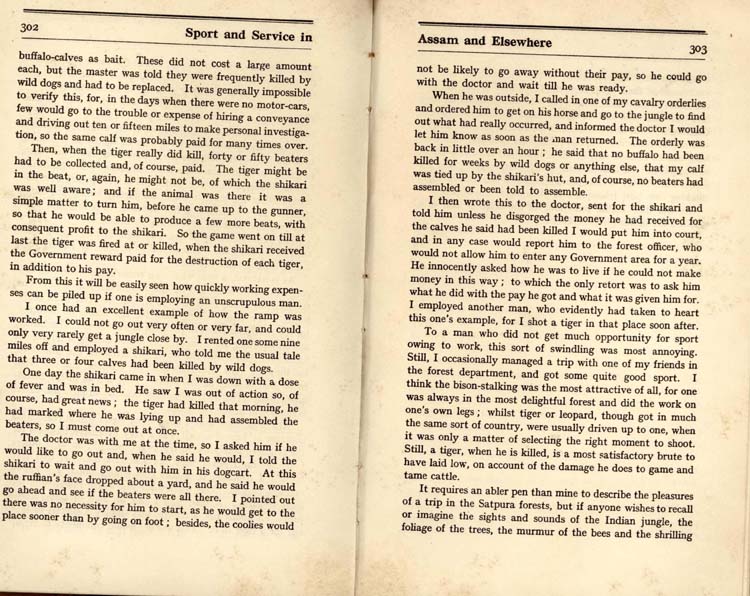 302
Sport and Service in
buffalo-calves as bait. These did not cost a large amount
each, but the master was told they were frequently killed by
wild dogs and had to be replaced. It was generally impossible
to verify this, for, in the days when there were no motor-cars,
few would go to the trouble or expense of hiring a conveyance
and driving out ten or fifteen miles to make personal investiga-
tion, so the same calf was probably paid for many times over.
Then, when the tiger really did kill, forty or fifty beaters
had to be collected and, of course, paid. The tiger might be
in the beat, or, again, he might not be, of which the shikari
was well aware; and if the animal was there it was a
simple matter to turn him, before he came up to the gunner,
so that he would be able to produce a few more beats, with
consequent profit to the shikari. So the game went on till at
last the tiger was fired at or killed, when the shikari received
the Government reward paid for the destruction of each tiger,
in addition to his pay.
From this it will be easily seen how quickly working expen-
ses can be piled up if one is employing an unscrupulous man.
I once had an excellent example of how the ramp was
worked. I could not go out very often or very far, and could
only very rarely get a jungle close by. I rented one some nine
miles off and employed a shikari, who told me the usual tale
that three or four calves had been killed by wild dogs.
One day the shikari came in when I was down with a dose
of fever and was in bed. He saw I was out of action so, of
course, had great news; the tiger had killed that morning, he
had marked where he was lying up and had assembled the
beaters, so I must come out at once.
The doctor was with me at the time, so I asked him if he
would like to go out and, when he said he would, I told the
shikari to wait and go out with him in his dogcart. At this
the ruffian's face dropped about a yard, and he said he would
go ahead and see if the beaters were all there. I pointed out
there was no necessity for him to start, as he would get to the
place sooner than by going on foot; besides, the coolies would
Assam and Elsewhere
303
not be likely to go away without their pay, so he could go
with the doctor and wait till he was ready.
When he was outside, I called in one of my cavalry orderlies
and ordered him to get on his horse and go to the jungle to find
out what had really occurred, and informed the doctor I would
let him know as soon as the man returned. The orderly was
back in little over an hour; he said that no buffalo had been
killed for weeks by wild dogs or anything else, that my calf
was tied up by the shikari's hut, and, of course, no beaters had
assembled or been told to assemble.
I then wrote this to the doctor, sent for the shikari and
told him unless he disgorged the money he had received for
the calves he said had been killed I would put him into court,
and in any case would report him to the forest officer, who
would not allow him to enter any Government area for a year.
He innocently asked how he was to live if he could not make
money in this way; to which the only retort was to ask him
what he did with the pay he got and what it was given him for.
I employed another man, who evidently had taken to heart
this one's example, for I shot a tiger in that place soon after.
To a man who did not get much opportunity for sport
owing to work, this sort of swindling was most annoying.
Still, I occasionally managed a trip with one of my friends in
the forest department, and got some quite good sport. I
think the bison-stalking was the most attractive of all, for one
was always in the most delightful forest and did the work on
one's own legs; whilst tiger or leopard, though got in much
the same sort of country, were usually driven up to one, when
it was only a matter of selecting the right moment to shoot.
Still, a tiger, when he is killed, is a most satisfactory brute to
have laid low, on account of the damage he does to game and
tame cattle.
It requires an abler pen than mine to describe the pleasures
of a trip in the Satpura forests, but if anyone wishes to recall
or imagine the sights and sounds of the Indian jungle, the
foliage of the trees, the murmur of the bees and the shrilling